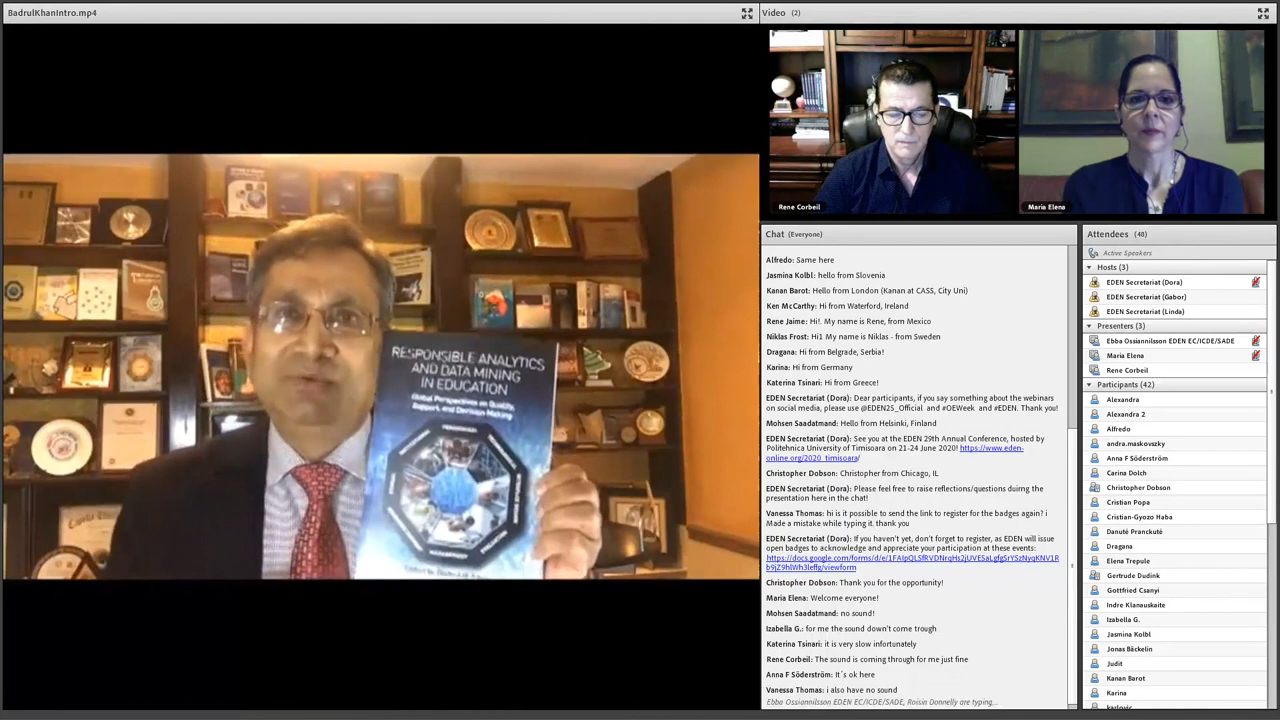 BadrulKhanIntro.mp4
RESPONSIBLE ANALYTICS
AND DATA MINING
IN EDUCATION
Global Perspectives on Quality,
Support, and Decision Making
Video (2)
Rene Corbeil
Maria Elena
Chat (Everyone)
Alfredo: Same here
Jasmina Kolbl: hello from Slovenia
Kanan Barot: Hello from London (Kanan at CASS, City Uni)
Ken McCarthy: Hi from Waterford, Ireland
Rene Jaime: Hi!. My name is Rene, from Mexico
Niklas Frost: Hi1 My name is Niklas - from Sweden
Dragana: Hi from Belgrade, Serbia!
Karina: Hi from Germany
Katerina Tsinari: Hi from Greece!
EDEN Secretariat (Dora): Dear participants, if you say something about the webinars
on social media, please use @EDEN25_Official and #OEWeek and #EDEN. Thank you!
Mohsen Saadatmand: Hello from Helsinki, Finland
EDEN Secretariat (Dora): See you at the EDEN 29th Annual Conference, hosted by
Politehnica University of Timisoara on 21-24 June 2020! https://www.eden-
online.org/2020_timisoara/
Christopher Dobson: Christopher from Chicago, IL
EDEN Secretariat (Dora): Please feel free to raise reflections/questions duirng the
presentation here in the chat!
Vanessa Thomas: hi is it possible to send the link to register for the badges again? i
Made a mistake while typing it. thank you
EDEN Secretariat (Dora): If you haven't yet, don't forget to register, as EDEN will issue
open badges to acknowledge and appreciate your participation at these events:
Christopher Dobson: Thank you for the opportunity!
Maria Elena: Welcome everyone!
Mohsen Saadatmand: no sound!
Izabella G.: for me the sound down't come trough
Katerina Tsinari: it is very slow infortunately
Rene Corbeil: The sound is coming through for me just fine
Anna F Söderström: It´s ok here
Vanessa Thomas: i also have no sound
Ebba Ossiannilsson EDEN EC/ICDE/SADE, Roisin Donnelly are typing...
Attendees (48)
Active Speakers
Hosts (3)
EDEN Secretariat (Dora)
EDEN Secretariat (Gabor)
EDEN Secretariat (Linda)
Presenters (3)
Ebba Ossiannilsson EDEN EC/ICDE/SADE
Maria Elena
Rene Corbeil
Participants (42)
Alexandra
Alexandra 2
Alfredo
andra.maskovszky
Anna F Söderström
Carina Dolch
Christopher Dobson
Cristian Popa
Cristian-Gyozo Haba
Danutė Pranckutė
Dragana
Elena Trepule
Gertrude Dudink
Gottfried Csanyi
Indre Klanauskaite
Izabella G.
Jasmina Kolbl
Jonas Bäckelin
Judit
Kanan Barot
Karina
karlovic